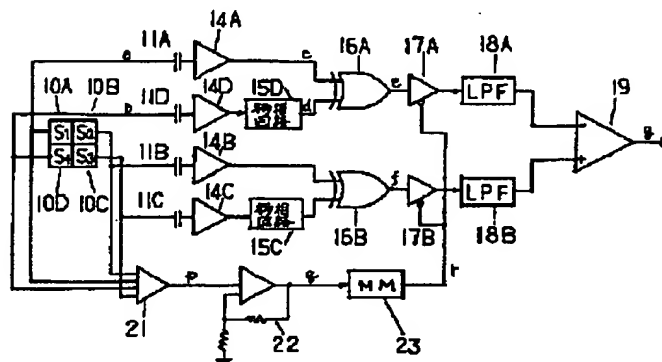 14A
11A
16A
17A
18A
a
c
10A
10B
11D
14D
15D
e
LPF
19
b
移相
回路
d
S1
S2
S4
S3
14B
11B
g
10D
10C
11C
14C
移相
回路
f
LPF
15C
16B
17B
18B
r
p
q
MM
21
22
23